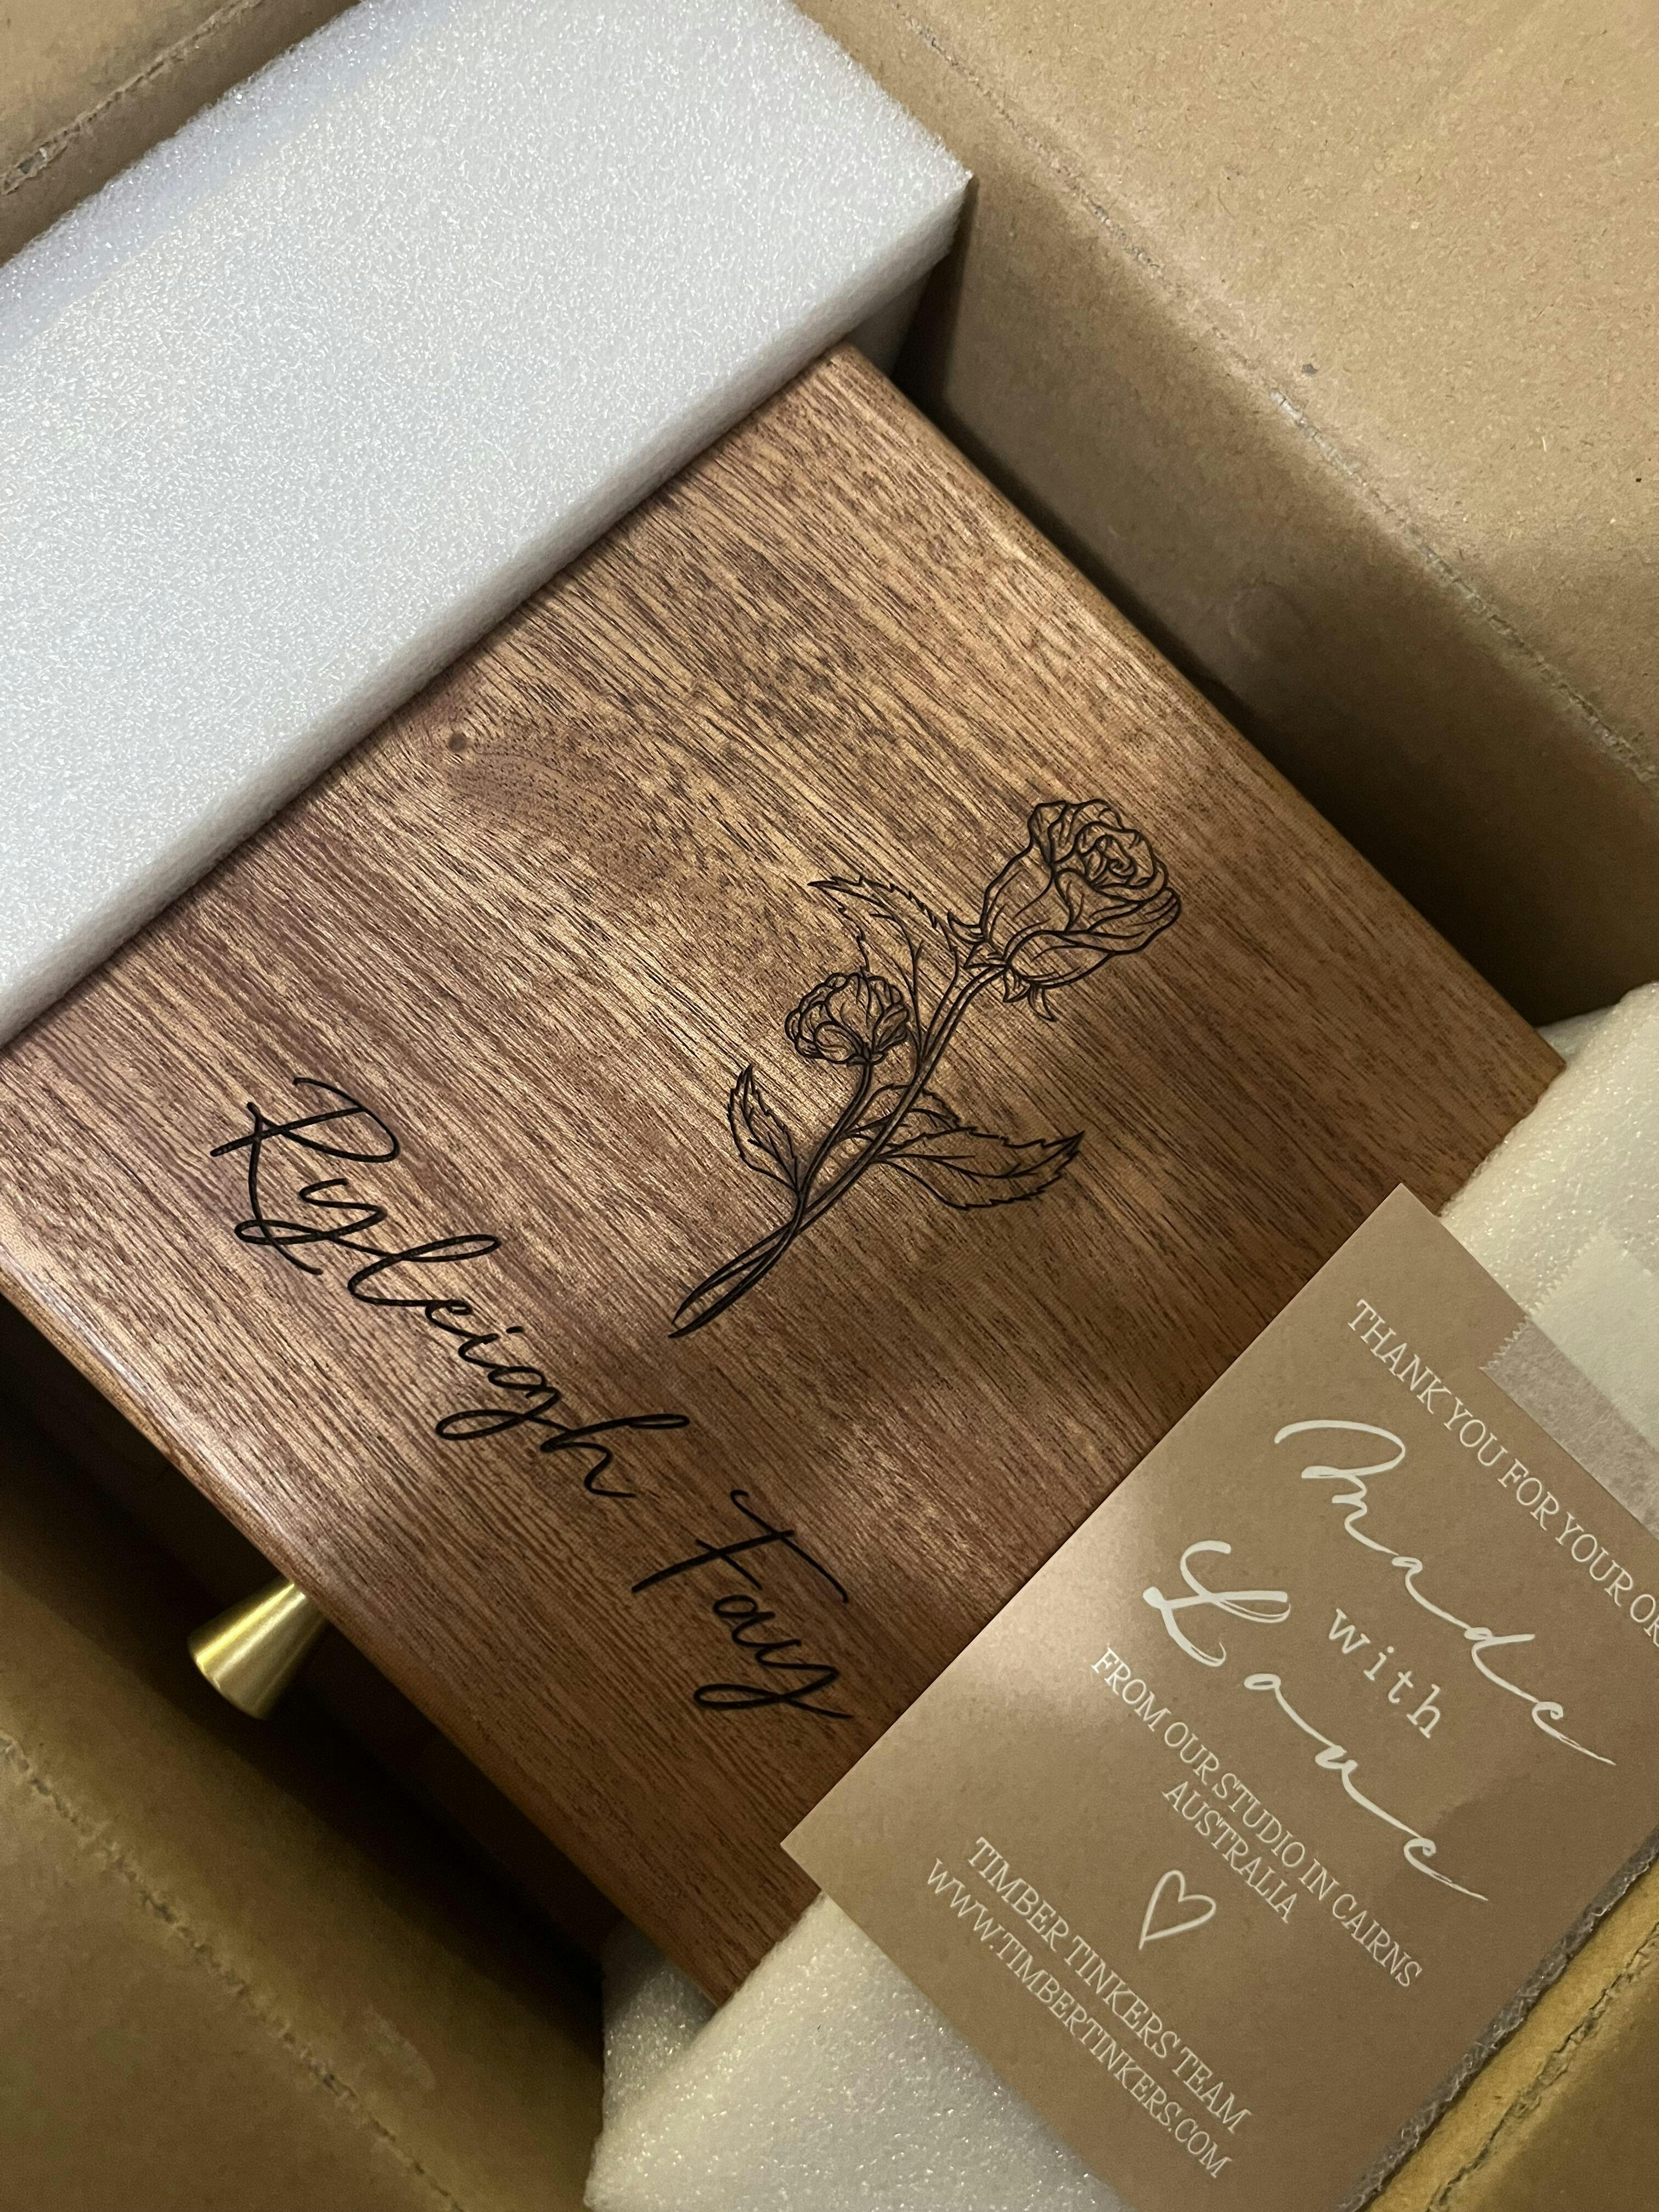 Ryleigh Fay
THANK YOU FOR YOUR
Made
with
Love
FROM OUR STUDIO IN CAIRNS
AUSTRALIA
TIMBER TINKERS TEAM
WWW.TIMBERTINKERS.COM